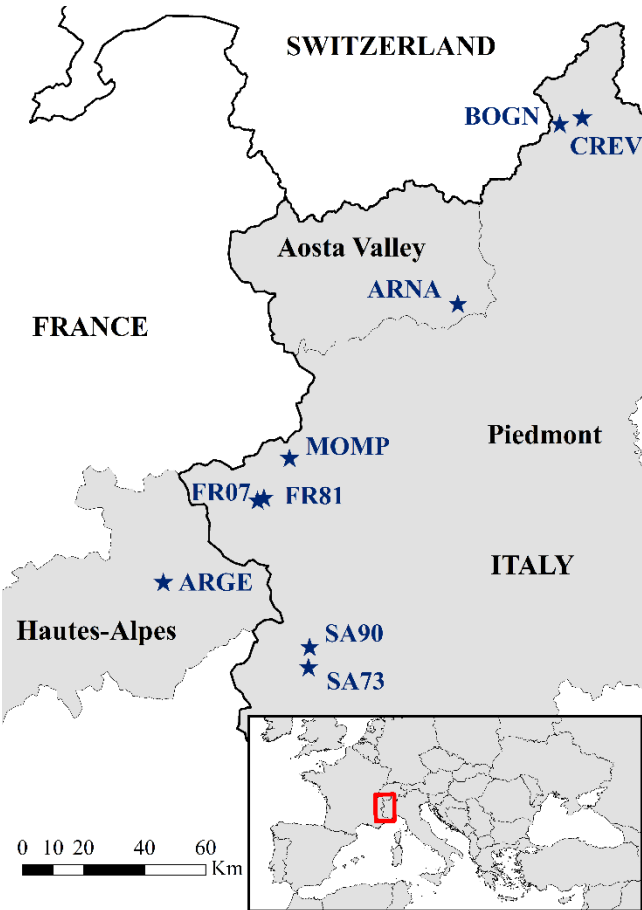 SWITZERLAND
BOGN
CREV
Aosta Valley
ARNA
FRANCE
MOMP
Piedmont
FR07
FR81
ITALY
ARGE
Hautes-Alpes
SA90
SA73
0 10 20 40 60
Km